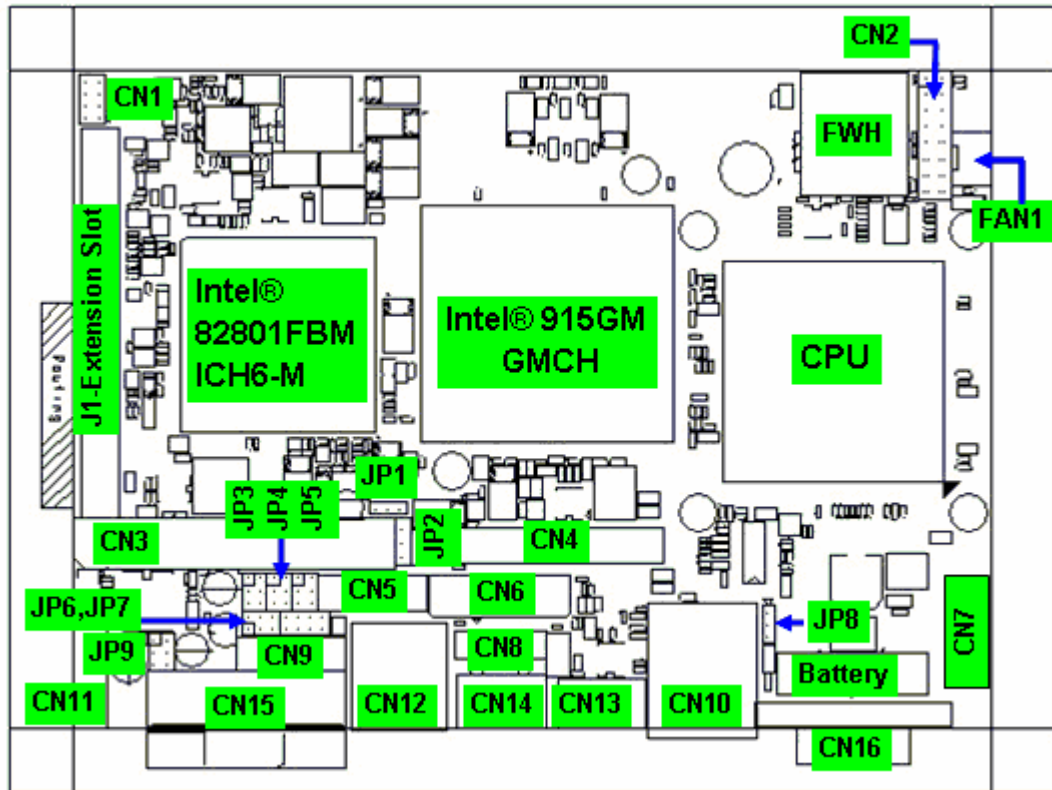 CN2
CN1
FWH
FAN1
J1-Extension Slot
Intel®
82801FBM
ICH6-M
Intel® 915GM
GMCH
CPU
JP1
JP3
JP4
JP5
JP2
CN3
CN4
CN5
CN6
CN7
JP6,JP7
JP8
JP9
CN9
CN8
Battery
CN11
CN15
CN12
CN14
CN13
CN10
CN16